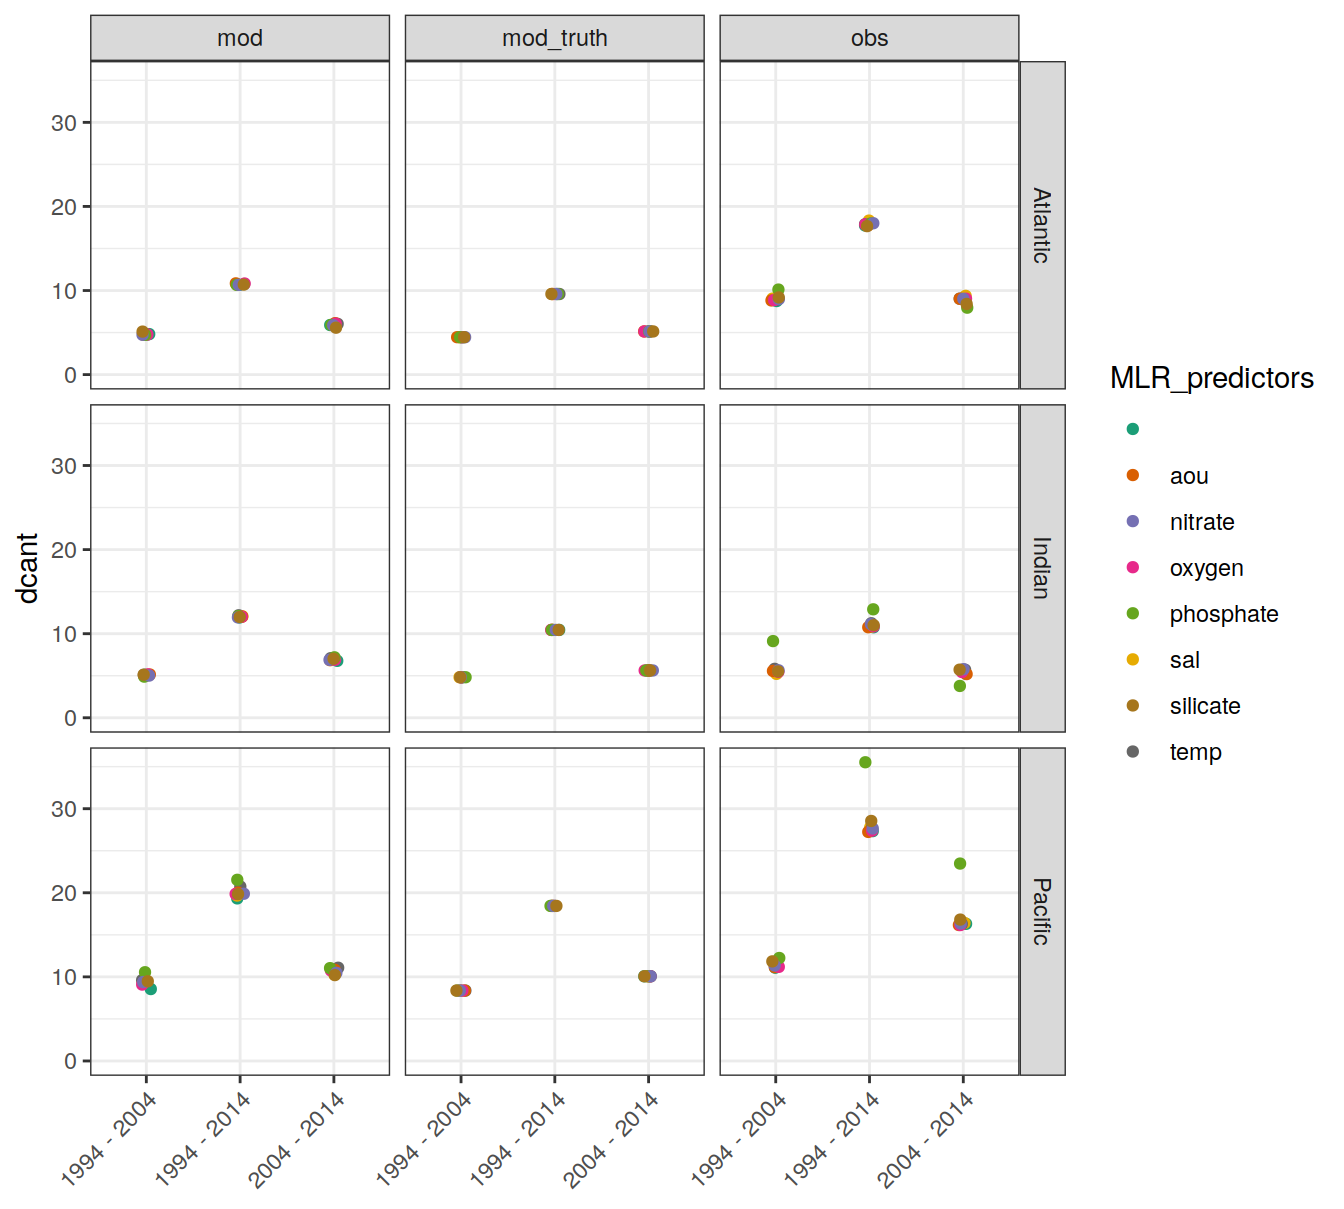 mod
mod_truth
obs
30
20
10
0
Atlantic
30
20
10
0
Indian
30
20
10
0
Pacific
dcant
1994 - 2004
1994 - 2014
2004 - 2014
1994 - 2004
1994 - 2014
2004 - 2014
1994 - 2004
1994 - 2014
2004 - 2014
MLR_predictors
aou
nitrate
oxygen
phosphate
sal
silicate
temp